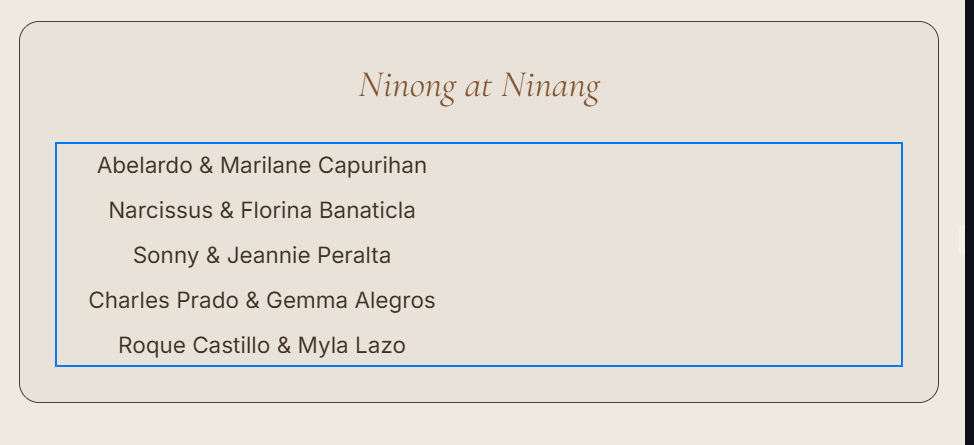 Ninong at Ninang
Abelardo & Marilane Capurihan
Narcissus & Florina Banaticla
Sonny & Jeannie Peralta
Charles Prado & Gemma Alegros
Roque Castillo & Myla Lazo